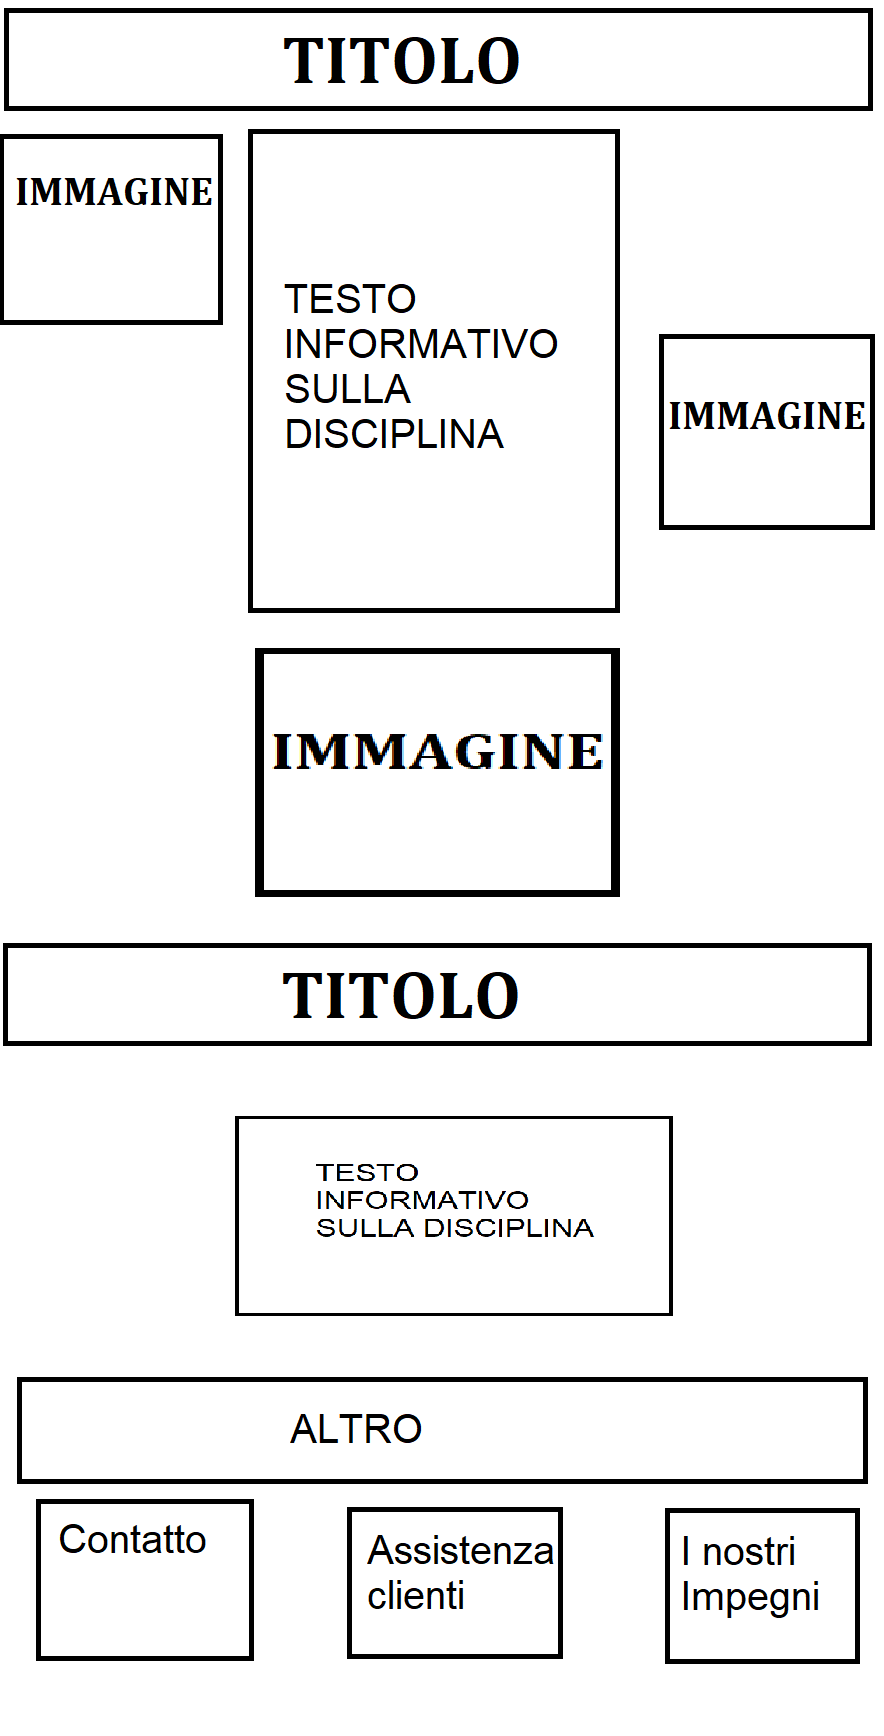 TITOLO
IMMAGINE
TESTO
INFORMATIVO
SULLA
DISCIPLINA
IMMAGINE
IMMAGINE
TITOLO
TESTO
INFORMATIVO
SULLA DISCIPLINA
ALTRO
Contatto
Assistenza
clienti
I nostri
Impegni